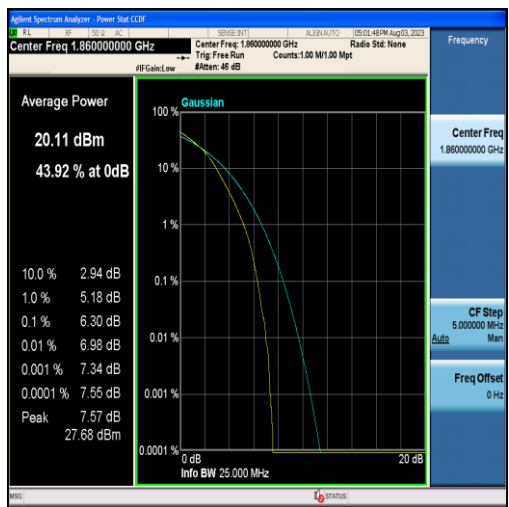 Agilent Spectrum Analyzer - Power Stat CCDF
RL RF 50 Ω AC SENSE:INT ALIGN AUTO 05:01:48 PM Aug 03, 2023
Center Freq 1.860000000 GHz
Center Freq: 1.860000000 GHz Radio Std: None
Trig: Free Run Counts:1.00 M/1.00 Mpt
#IFGain:Low #Atten: 46 dB
Frequency
Average Power
20.11 dBm
43.92 % at 0dB
10.0 % 2.94 dB
1.0 % 5.18 dB
0.1 % 6.30 dB
0.01 % 6.98 dB
0.001 % 7.34 dB
0.0001 % 7.55 dB
Peak 7.57 dB
27.68 dBm
Gaussian
100 %
10 %
1 %
0.1 %
0.01 %
0.001 %
0.0001 %
0 dB 20 dB
Info BW 25.000 MHz
Center Freq
1.860000000 GHz
CF Step
5.000000 MHz
Auto Man
Freq Offset
0 Hz
MSG STATUS